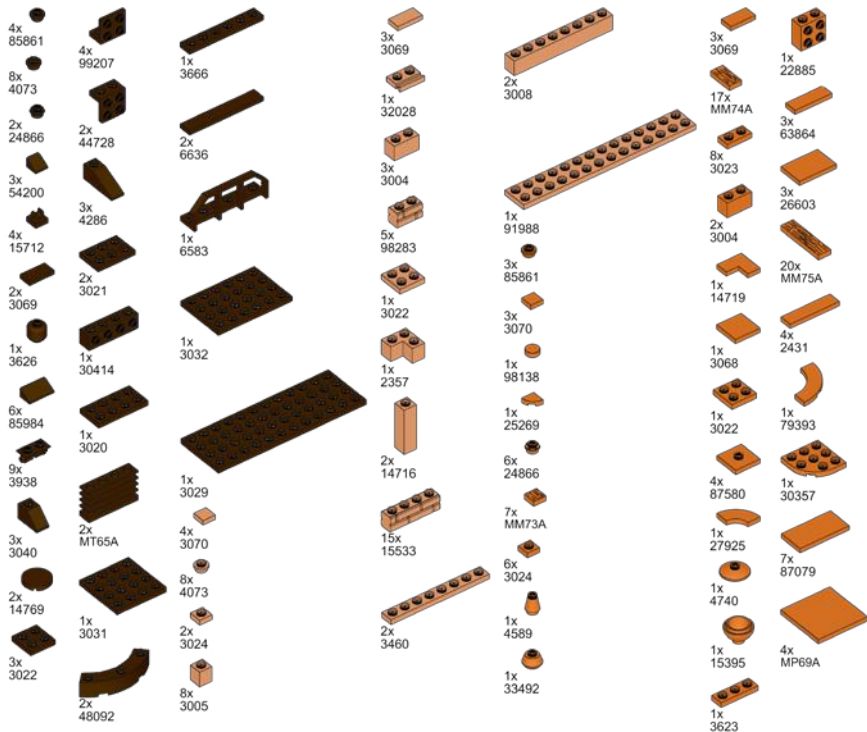 4x
85861
8x
4073
2x
24866
3x
54200
4x
15712
2x
3069
1x
3626
6x
85984
9x
3938
3x
3040
2x
14769
3x
3022
4x
99207
2x
44728
3x
4286
2x
3021
1x
30414
1x
3020
2x
MT65A
1x
3031
2x
48092
1x
3666
2x
6636
1x
6583
1x
3032
1x
3029
4x
3070
8x
4073
2x
3024
8x
3005
3x
3069
1x
32028
3x
3004
5x
98283
1x
3022
1x
2357
2x
14716
15x
15533
2x
3460
2x
3008
1x
91988
3x
85861
3x
3070
1x
98138
1x
25269
6x
24866
7x
MM73A
6x
3024
1x
4589
1x
33492
3x
3069
17x
MM74A
8x
3023
2x
3004
1x
14719
1x
3068
1x
3022
4x
87580
1x
27925
1x
4740
1x
15395
1x
3623
1x
22885
3x
63864
3x
26603
20x
MM75A
4x
2431
1x
79393
1x
30357
7x
87079
4x
MP69A